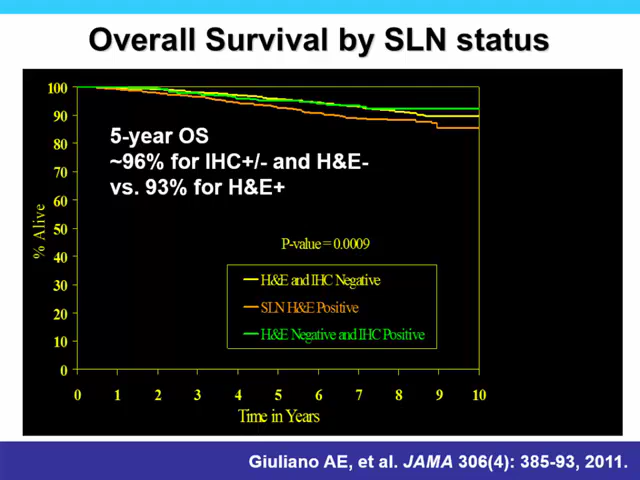 Overall Survival by SLN status
100
90
80
70
60
50
40
30
20
10
0
% Alive
5-year OS
~96% for IHC+/- and H&E-
vs. 93% for H&E+
P-value = 0.0009
H&E and IHC Negative
SLN H&E Positive
H&E Negative and IHC Positive
0 1 2 3 4 5 6 7 8 9 10
Time in Years
Giuliano AE, et al. JAMA 306(4): 385-93, 2011.